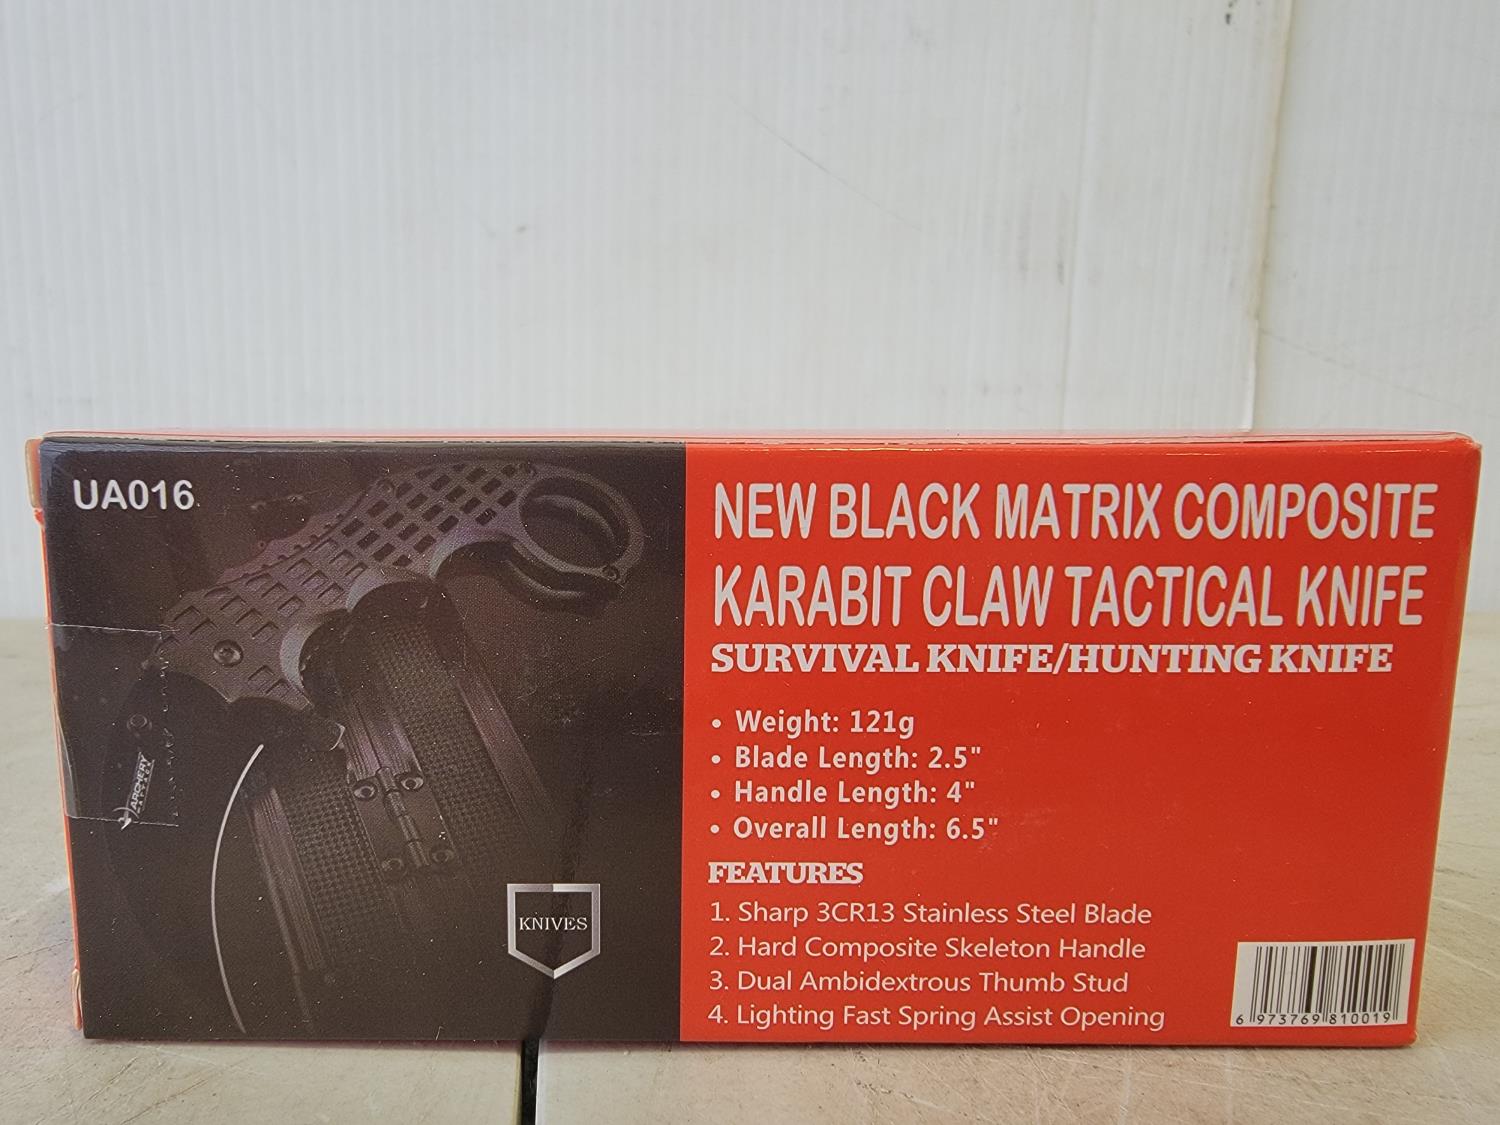 UA016
NEW BLACK MATRIX COMPOSITE
KARABIT CLAW TACTICAL KNIFE
SURVIVAL KNIFE/HUNTING KNIFE
• Weight: 121g
• Blade Length: 2.5"
• Handle Length: 4"
• Overall Length: 6.5"
FEATURES
1. Sharp 3CR13 Stainless Steel Blade
2. Hard Composite Skeleton Handle
3. Dual Ambidextrous Thumb Stud
4. Lighting Fast Spring Assist Opening
ARCHERY
KNIVES
6 973769 810019